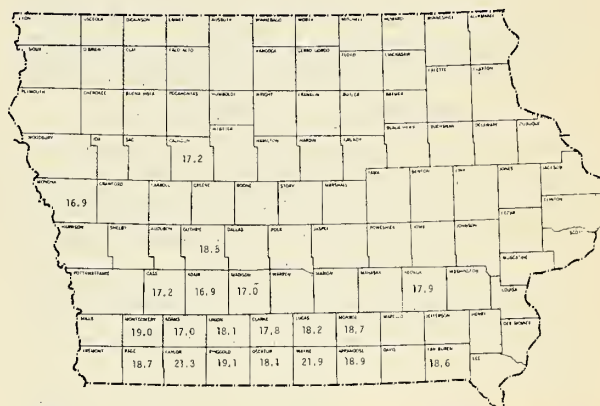 LYON OSCEOLA DICKINSON EMMET WINNEBAGO WORTH MITCHELL HOWARD WINNESHIEK ALLAMAKEE
KOSSUTH
SIOUX O'BRIEN CLAY PALO ALTO HANCOCK CERRO GORDO FLOYD CHICKASAW
FAYETTE CLAYTON
PLYMOUTH CHEROKEE BUENA VISTA POCAHONTAS HUMBOLDT WRIGHT FRANKLIN BUTLER BREMER
WEBSTER
WOODBURY IDA SAC CALHOUN HAMILTON HARDIN GRUNDY BLACK HAWK BUCHANAN DELAWARE DUBUQUE
17.2
MONONA CRAWFORD CARROLL GREENE BOONE STORY MARSHALL TAMA BENTON LINN JONES JACKSON
16.9
CLINTON
HARRISON SHELBY AUDUBON GUTHRIE DALLAS POLK JASPER POWESHIEK IOWA JOHNSON CEDAR
SCOTT
18.5
MUSCATINE
POTTAWATTAMIE CASS ADAIR MADISON WARREN MARION MAHASKA KEOKUK WASHINGTON
17.2 16.9 17.0 17.9
LOUISA
MILLS MONTGOMERY ADAMS UNION CLARKE LUCAS MONROE WAPELLO JEFFERSON HENRY DES MOINES
19.0 17.0 18.1 17.8 18.2 18.7
FREMONT PAGE TAYLOR RINGGOLD DECATUR WAYNE APPANOOSE DAVIS VAN BUREN LEE
18.7 21.3 19.1 18.1 21.9 18.9 18.6